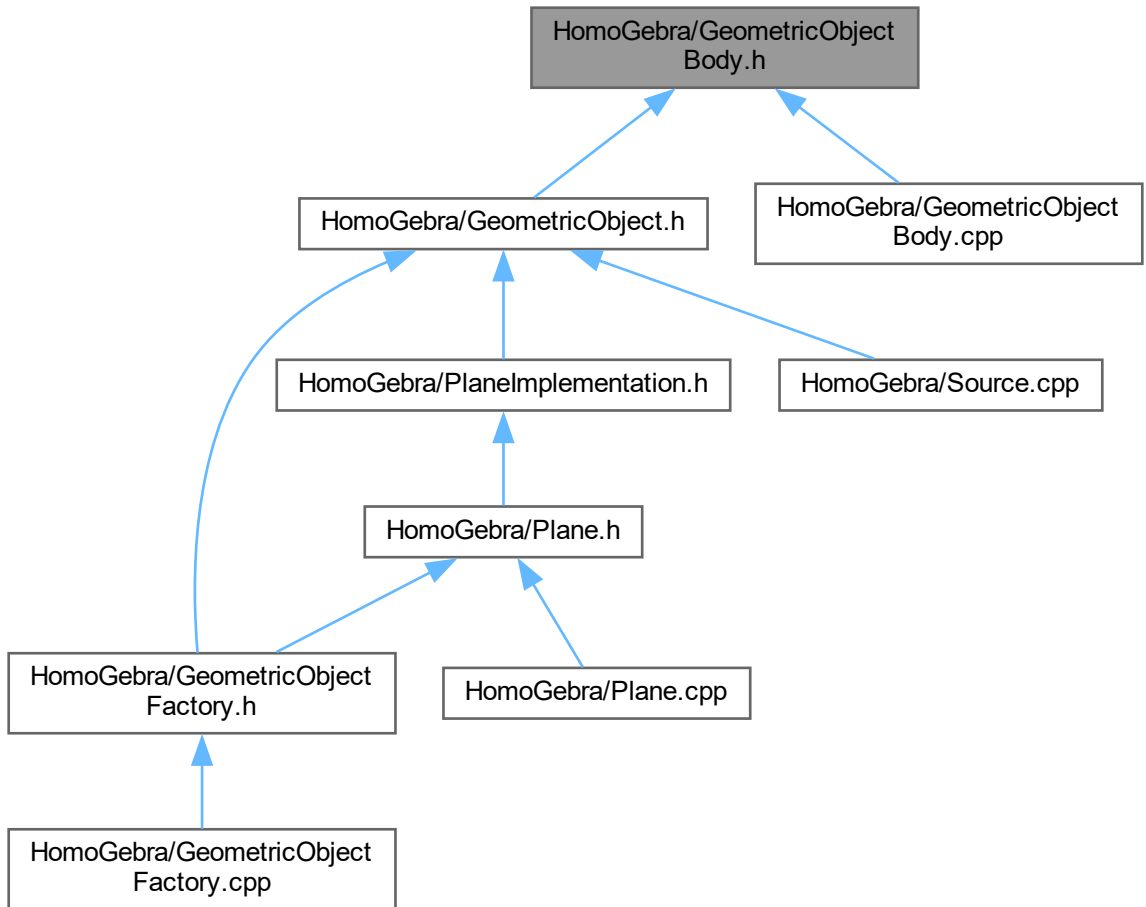 HomoGebra/GeometricObject
Body.h
HomoGebra/GeometricObject.h
HomoGebra/GeometricObject
Body.cpp
HomoGebra/PlaneImplementation.h
HomoGebra/Source.cpp
HomoGebra/Plane.h
HomoGebra/GeometricObject
Factory.h
HomoGebra/Plane.cpp
HomoGebra/GeometricObject
Factory.cpp